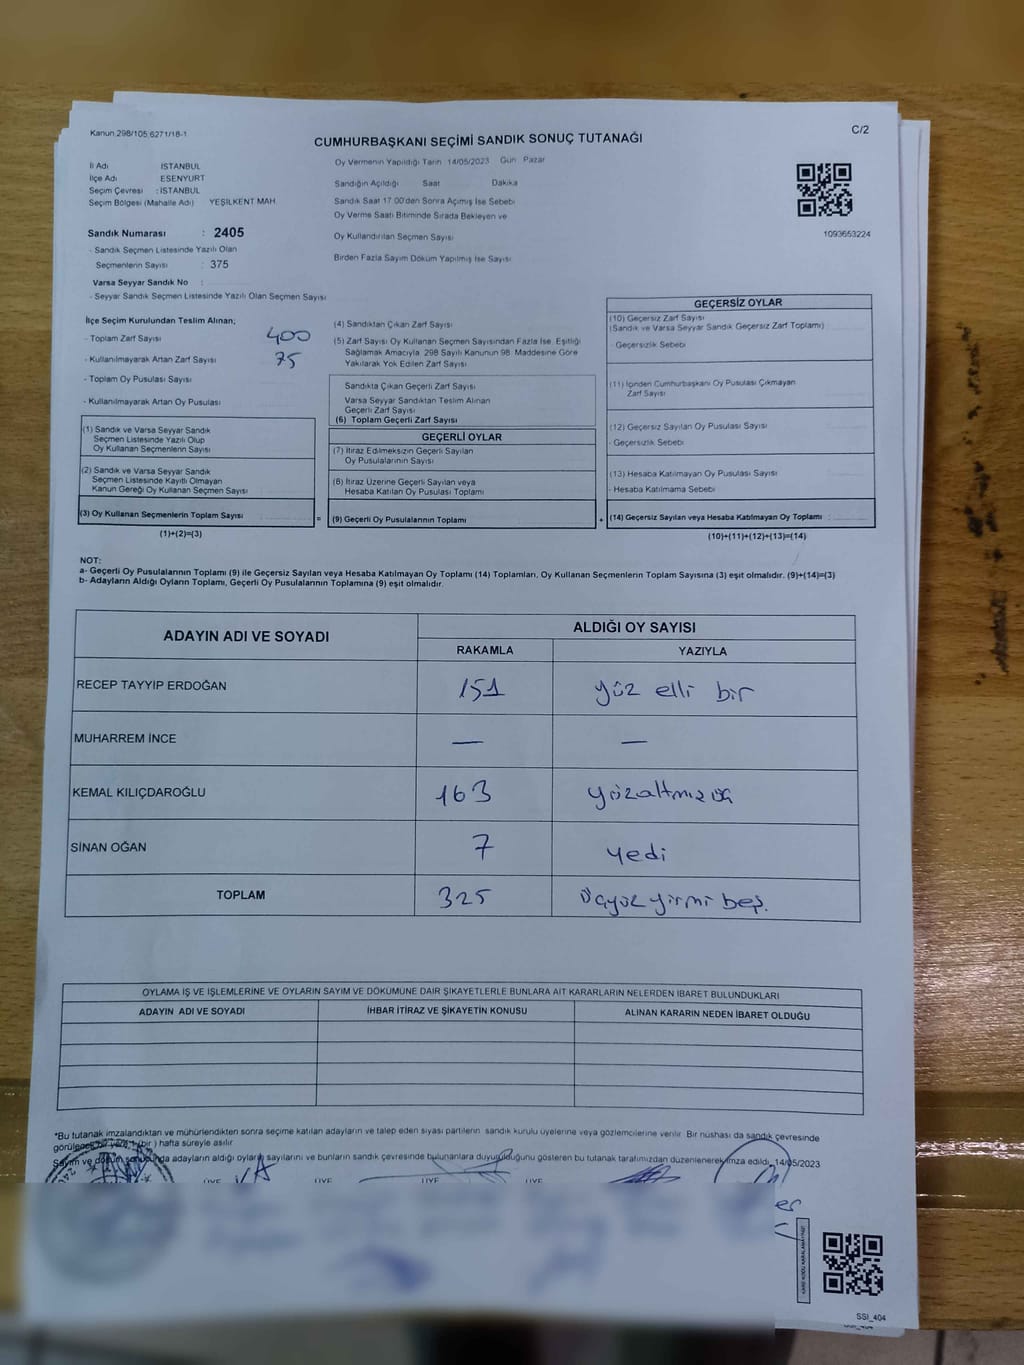 Kanun.298/105,6271/18-1
C/2
CUMHURBAŞKANI SEÇİMİ SANDIK SONUÇ TUTANAĞI
İl Adı İSTANBUL
İlçe Adı ESENYURT
Seçim Çevresi : İSTANBUL
Seçim Bölgesi (Mahalle Adı) YEŞİLKENT MAH.
Sandık Numarası : 2405
- Sandık Seçmen Listesinde Yazılı Olan
Seçmenlerin Sayısı : 375
Varsa Seyyar Sandık No :
- Seyyar Sandık Seçmen Listesinde Yazılı Olan Seçmen Sayısı
Oy Vermenin Yapıldığı Tarih 14/05/2023 Gün Pazar
Sandığın Açıldığı Saat Dakika
Sandık Saat 17.00'den Sonra Açılmış İse Sebebi
Oy Verme Saati Bitiminde Sırada Bekleyen ve
Oy Kullandırılan Seçmen Sayısı
Birden Fazla Sayım Döküm Yapılmış İse Sayısı
1093653224
İlçe Seçim Kurulundan Teslim Alınan;
- Toplam Zarf Sayısı 400
- Kullanılmayarak Artan Zarf Sayısı 75
- Toplam Oy Pusulası Sayısı
- Kullanılmayarak Artan Oy Pusulası
(1) Sandık ve Varsa Seyyar Sandık
Seçmen Listesinde Yazılı Olup
Oy Kullanan Seçmenlerin Sayısı
(2) Sandık ve Varsa Seyyar Sandık
Seçmen Listesinde Kayıtlı Olmayan
Kanun Gereği Oy Kullanan Seçmen Sayısı
(3) Oy Kullanan Seçmenlerin Toplam Sayısı
(1)+(2)=(3)
(4) Sandıktan Çıkan Zarf Sayısı
(5) Zarf Sayısı Oy Kullanan Seçmen Sayısından Fazla İse, Eşitliği
Sağlamak Amacıyla 298 Sayılı Kanunun 98. Maddesine Göre
Yakılarak Yok Edilen Zarf Sayısı
Sandıkta Çıkan Geçerli Zarf Sayısı
Varsa Seyyar Sandıktan Teslim Alınan
Geçerli Zarf Sayısı
(6) Toplam Geçerli Zarf Sayısı
GEÇERLİ OYLAR
(7) İtiraz Edilmeksizin Geçerli Sayılan
Oy Pusulalarının Sayısı
(8) İtiraz Üzerine Geçerli Sayılan veya
Hesaba Katılan Oy Pusulası Toplamı
= (9) Geçerli Oy Pusulalarının Toplamı +
GEÇERSİZ OYLAR
(10) Geçersiz Zarf Sayısı
(Sandık ve Varsa Seyyar Sandık Geçersiz Zarf Toplamı)
- Geçersizlik Sebebi
(11) İçinden Cumhurbaşkanı Oy Pusulası Çıkmayan
Zarf Sayısı
(12) Geçersiz Sayılan Oy Pusulası Sayısı
- Geçersizlik Sebebi
(13) Hesaba Katılmayan Oy Pusulası Sayısı
- Hesaba Katılmama Sebebi
(14) Geçersiz Sayılan veya Hesaba Katılmayan Oy Toplamı :
(10)+(11)+(12)+(13)=(14)
NOT:
a- Geçerli Oy Pusulalarının Toplamı (9) ile Geçersiz Sayılan veya Hesaba Katılmayan Oy Toplamı (14) Toplamları, Oy Kullanan Seçmenlerin Toplam Sayısına (3) eşit olmalıdır. (9)+(14)=(3)
b- Adayların Aldığı Oyların Toplamı, Geçerli Oy Pusulalarının Toplamına (9) eşit olmalıdır.
ADAYIN ADI VE SOYADI
ALDIĞI OY SAYISI
RAKAMLA YAZIYLA
RECEP TAYYIP ERDOĞAN 151 yüz elli bir
MUHARREM İNCE — —
KEMAL KILIÇDAROĞLU 163 yüzaltmış üç
SİNAN OĞAN 7 yedi
TOPLAM 325 üçyüz yirmi beş.
OYLAMA İŞ VE İŞLEMLERİNE VE OYLARIN SAYIM VE DÖKÜMÜNE DAİR ŞİKAYETLERLE BUNLARA AİT KARARLARIN NELERDEN İBARET BULUNDUKLARI
ADAYIN ADI VE SOYADI İHBAR İTİRAZ VE ŞİKAYETİN KONUSU ALINAN KARARIN NEDEN İBARET OLDUĞU
*Bu tutanak imzalandıktan ve mühürlendikten sonra seçime katılan adayların ve talep eden siyasi partilerin sandık kurulu üyelerine veya gözlemcilerine verilir. Bir nüshası da sandık çevresinde
görülecek bir yere 1 (bir) hafta süreyle asılır.
Sayım ve döküm sonucunda adayların aldığı oyların sayılarını ve bunların sandık çevresinde bulunanlara duyurulduğunu gösteren bu tutanak tarafımızdan düzenlenerek imza edildi. 14/05/2023
ÜYE ÜYE ÜYE ÜYE
SSI_404